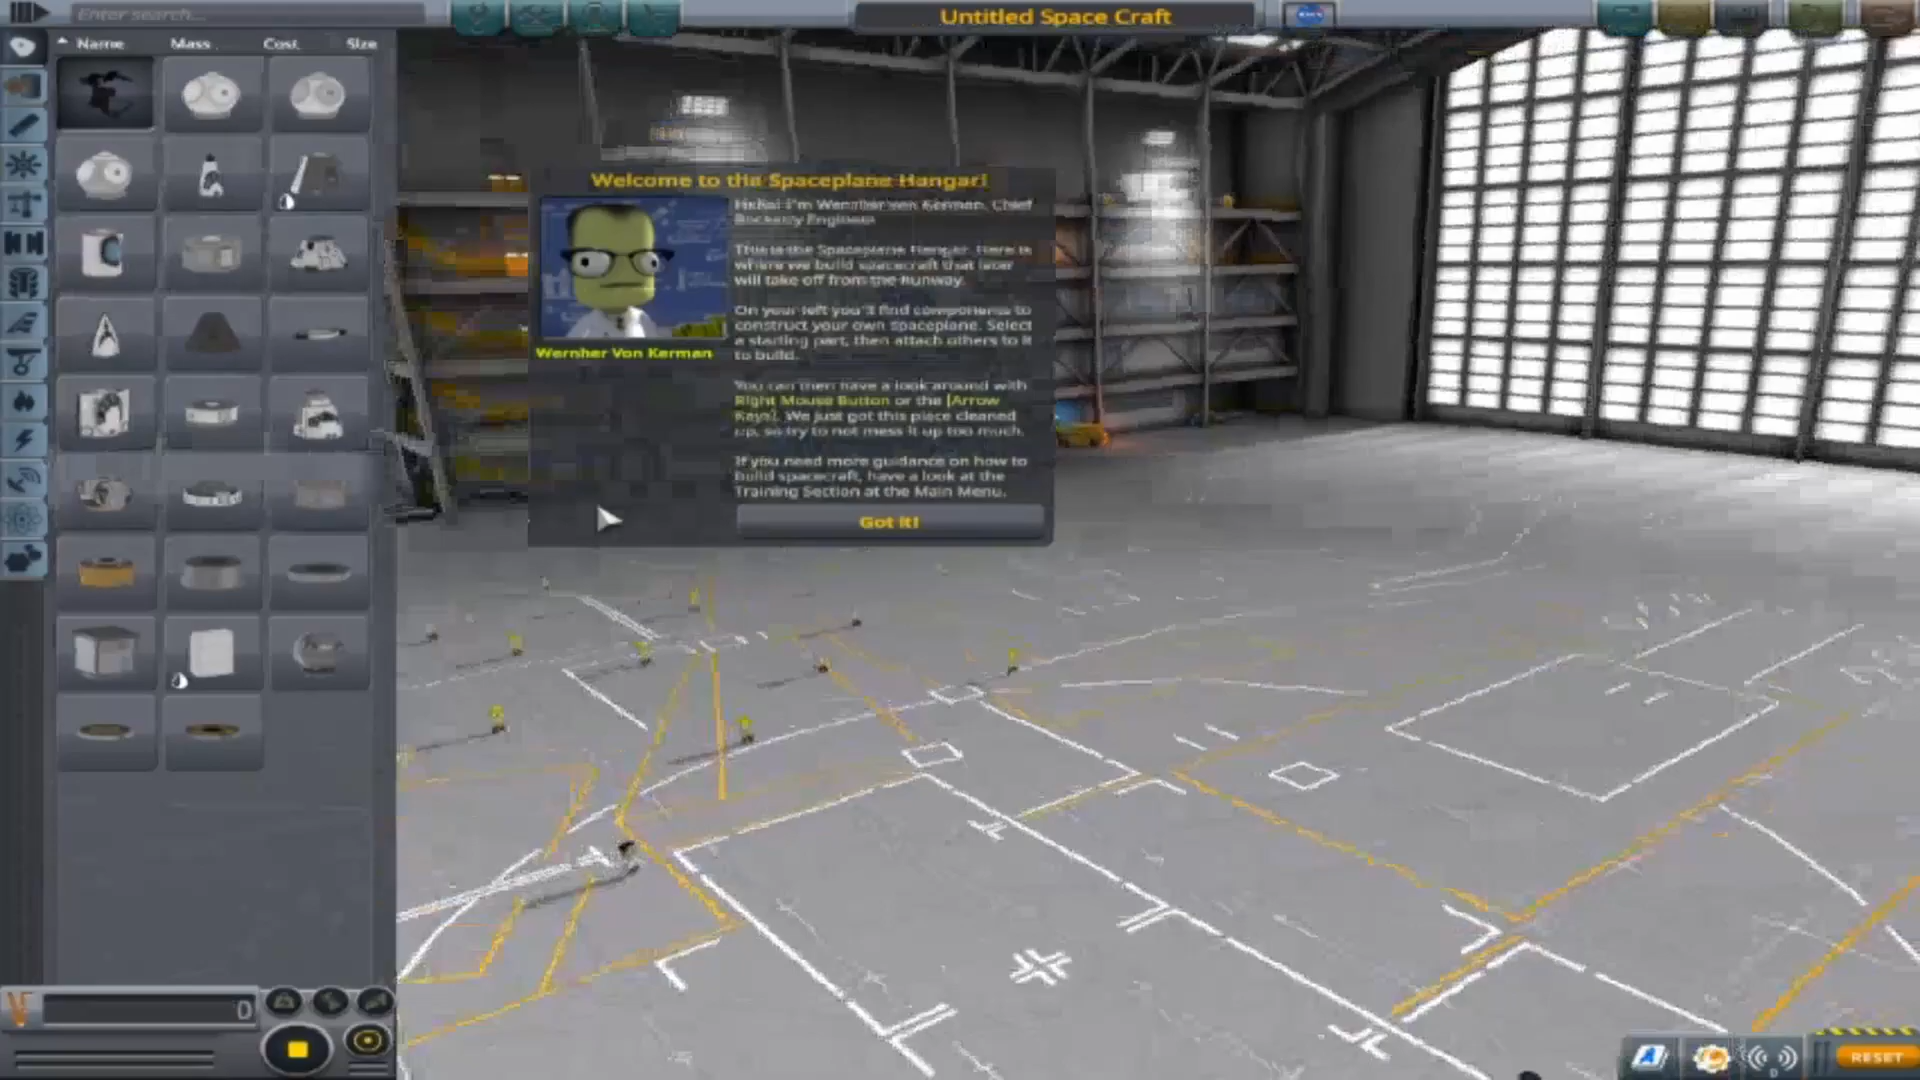 Enter search...
Untitled Space Craft
Name Mass Cost Size
Welcome to the Spaceplane Hangar!
Hello! I'm Wernher von Kerman, Chief
Rocketry Engineer.
This is the Spaceplane Hangar. Here is
where we build spacecraft that later
will take off from the Runway.
On your left you'll find components to
construct your own spaceplane. Select
a starting part, then attach others to it
to build.
Wernher Von Kerman
You can then have a look around with
Right Mouse Button or the [Arrow
Keys]. We just got this place cleaned
up, so try to not mess it up too much.
If you need more guidance on how to
build spacecraft, have a look at the
Training Section at the Main Menu.
Got it!
0
RESET